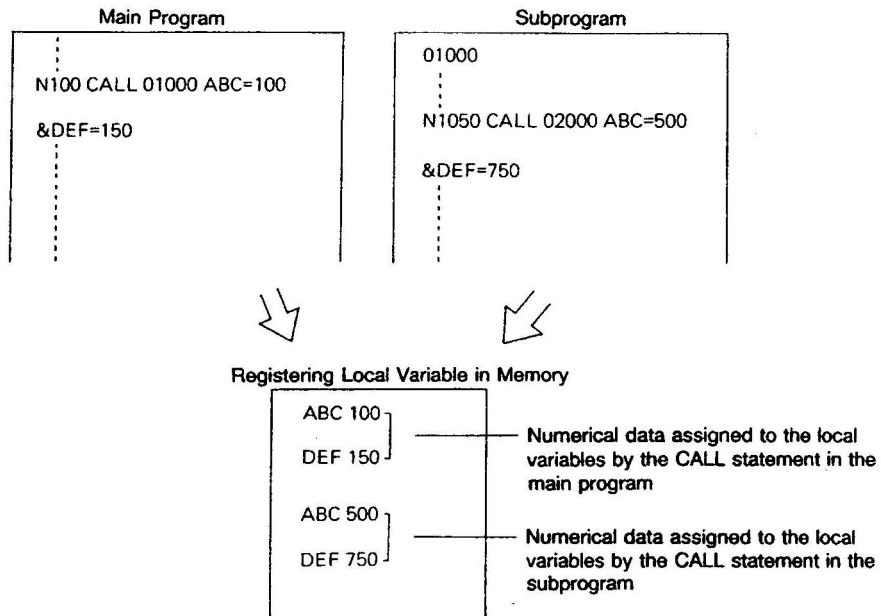 Main Program
N100 CALL 01000 ABC=100
&DEF=150
Subprogram
01000
N1050 CALL 02000 ABC=500
&DEF=750
Registering Local Variable in Memory
ABC 100
DEF 150
Numerical data assigned to the local
variables by the CALL statement in the
main program
ABC 500
DEF 750
Numerical data assigned to the local
variables by the CALL statement in the
subprogram